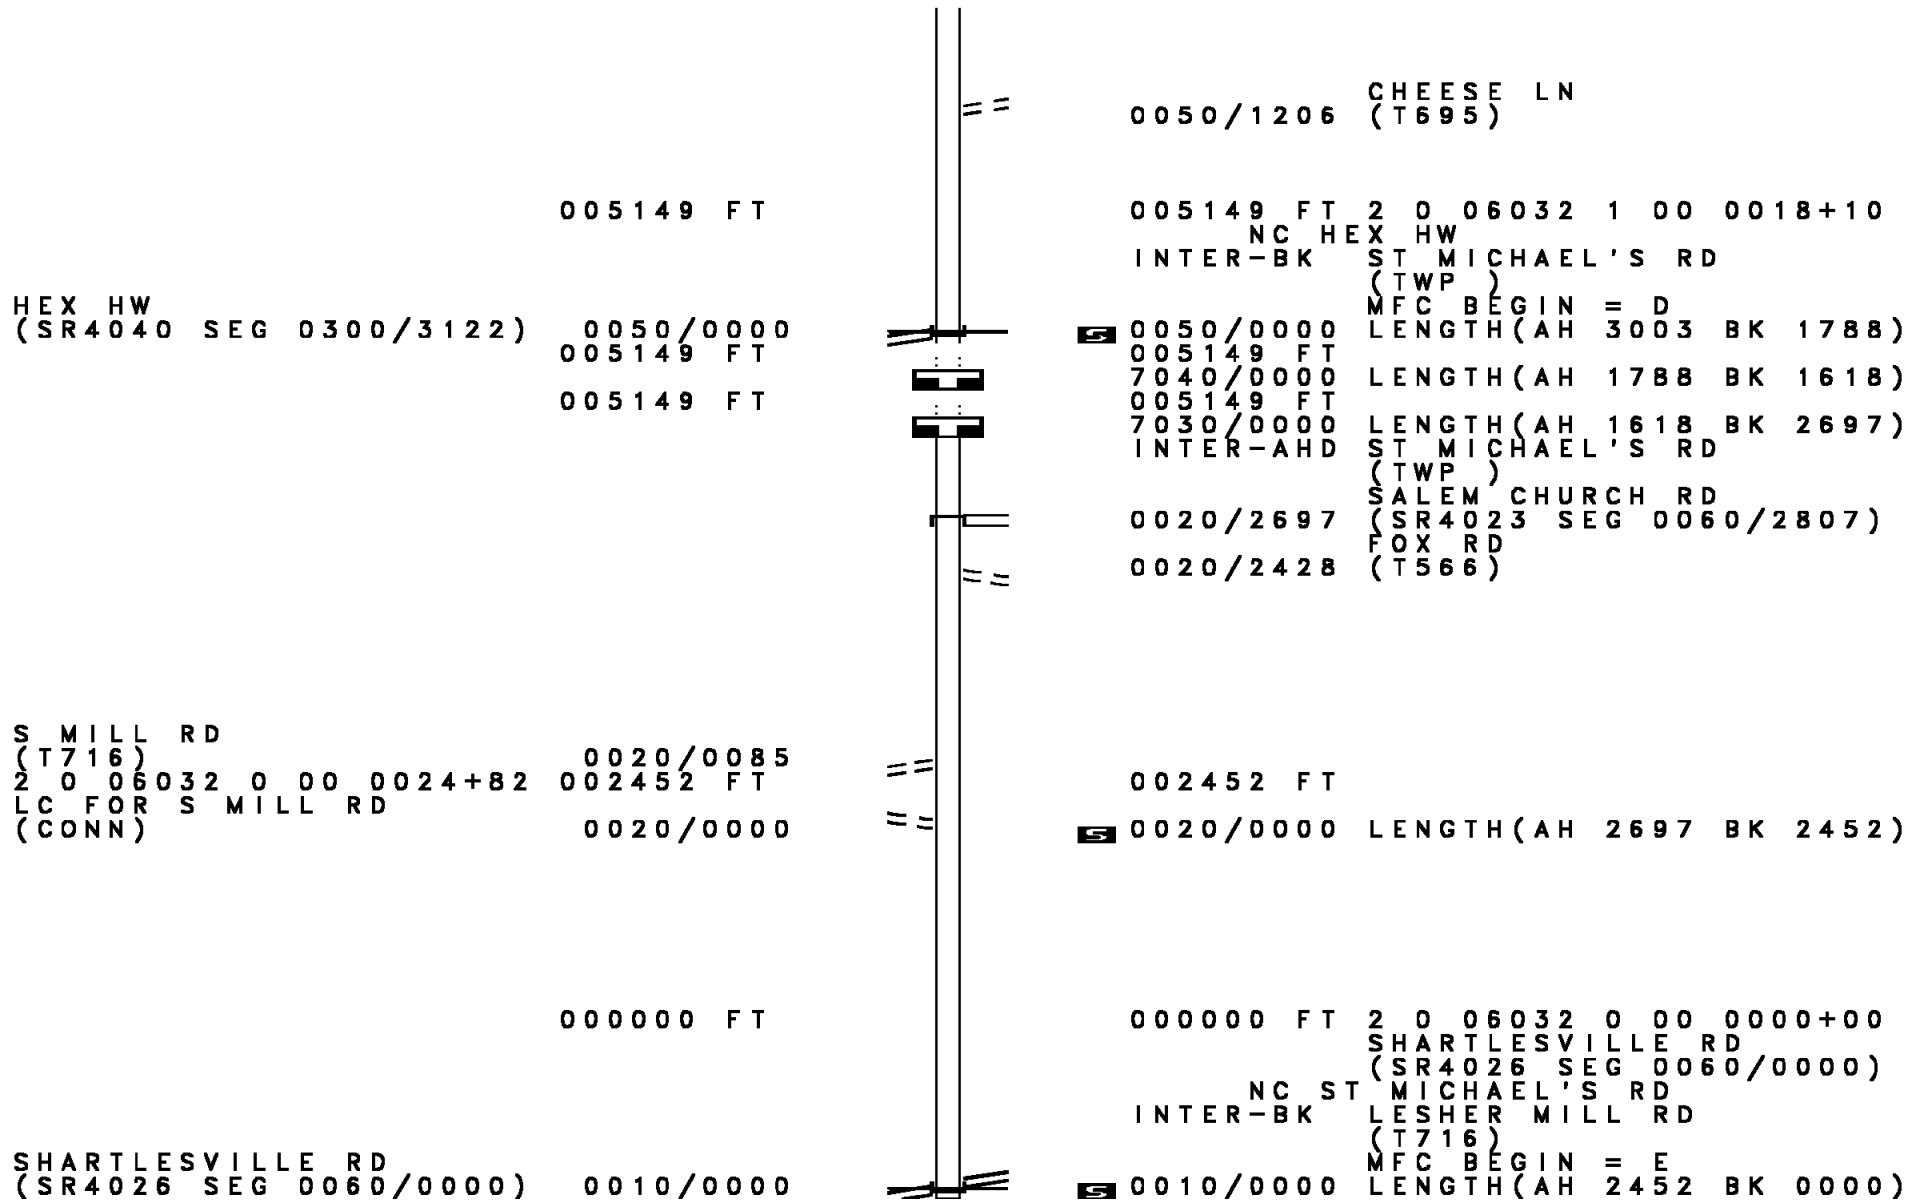 CHEESE LN
0050/1206 (T695)
005149 FT 005149 FT 2 0 06032 1 00 0018+10
NC HEX HW
INTER-BK ST MICHAEL'S RD
(TWP )
HEX HW MFC BEGIN = D
(SR4040 SEG 0300/3122) 0050/0000 S 0050/0000 LENGTH(AH 3003 BK 1788)
005149 FT 005149 FT
7040/0000 LENGTH(AH 1788 BK 1618)
005149 FT 005149 FT
7030/0000 LENGTH(AH 1618 BK 2697)
INTER-AHD ST MICHAEL'S RD
(TWP )
SALEM CHURCH RD
0020/2697 (SR4023 SEG 0060/2807)
FOX RD
0020/2428 (T566)
S MILL RD
(T716) 0020/0085
2 0 06032 0 00 0024+82 002452 FT 002452 FT
LC FOR S MILL RD
(CONN) 0020/0000 S 0020/0000 LENGTH(AH 2697 BK 2452)
000000 FT 000000 FT 2 0 06032 0 00 0000+00
SHARTLESVILLE RD
(SR4026 SEG 0060/0000)
NC ST MICHAEL'S RD
INTER-BK LESHER MILL RD
(T716)
SHARTLESVILLE RD MFC BEGIN = E
(SR4026 SEG 0060/0000) 0010/0000 S 0010/0000 LENGTH(AH 2452 BK 0000)